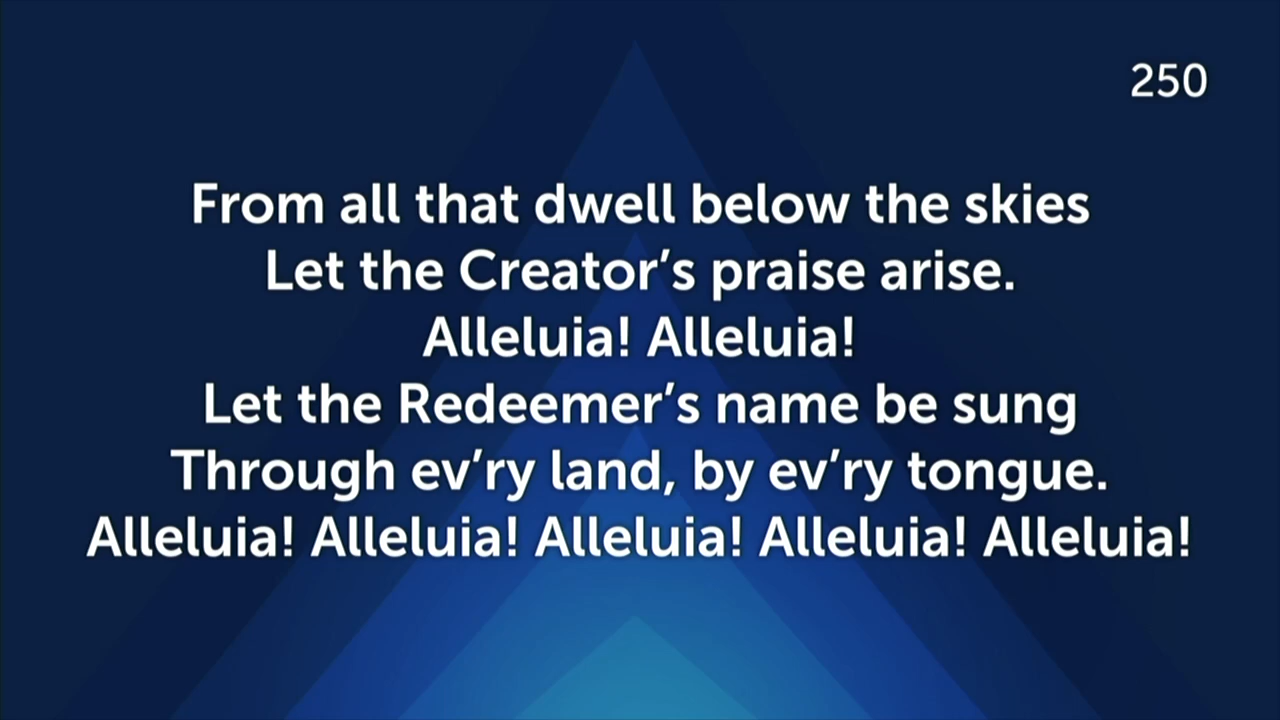 250
From all that dwell below the skies
Let the Creator’s praise arise.
Alleluia! Alleluia!
Let the Redeemer’s name be sung
Through ev’ry land, by ev’ry tongue.
Alleluia! Alleluia! Alleluia! Alleluia! Alleluia!